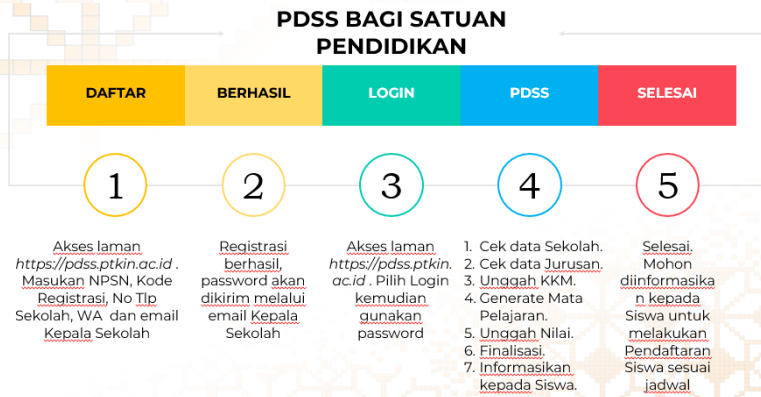 PDSS BAGI SATUAN
PENDIDIKAN
DAFTAR
BERHASIL
LOGIN
PDSS
SELESAI
1
2
3
4
5
Akses laman
https://pdss.ptkin.ac.id .
Masukan NPSN, Kode
Registrasi, No Tlp
Sekolah, WA dan email
Kepala Sekolah
Registrasi
berhasil,
password akan
dikirim melalui
email Kepala
Sekolah
Akses laman
https://pdss.ptkin.
ac.id . Pilih Login
kemudian
gunakan
password
1. Cek data Sekolah.
2. Cek data Jurusan.
3. Unggah KKM.
4. Generate Mata
Pelajaran.
5. Unggah Nilai.
6. Finalisasi.
7. Informasikan
kepada Siswa.
Selesai.
Mohon
diinformasika
n kepada
Siswa untuk
melakukan
Pendaftaran
Siswa sesuai
jadwal